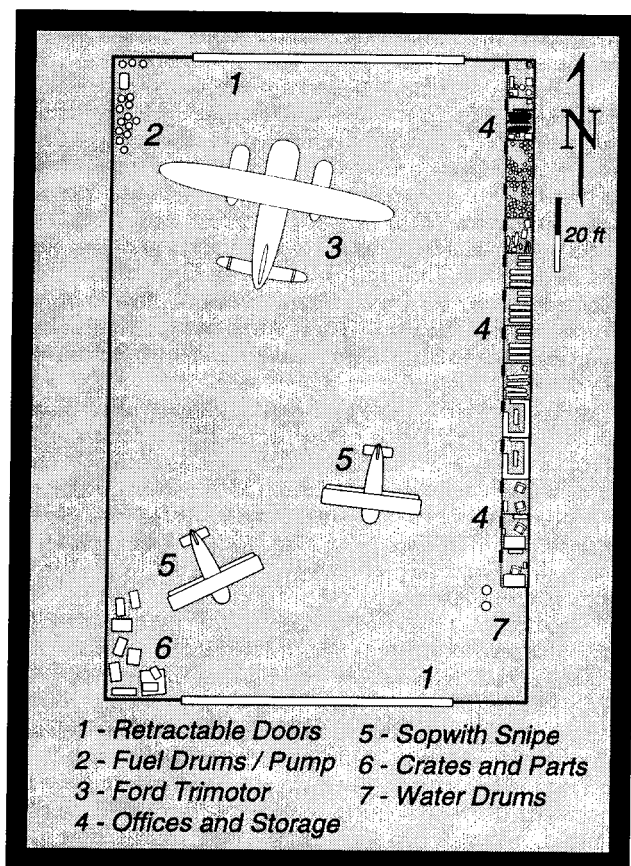 1
2
4
N
3
20 ft
4
5
4
5
7
6
1
1 - Retractable Doors
2 - Fuel Drums / Pump
3 - Ford Trimotor
4 - Offices and Storage
5 - Sopwith Snipe
6 - Crates and Parts
7 - Water Drums